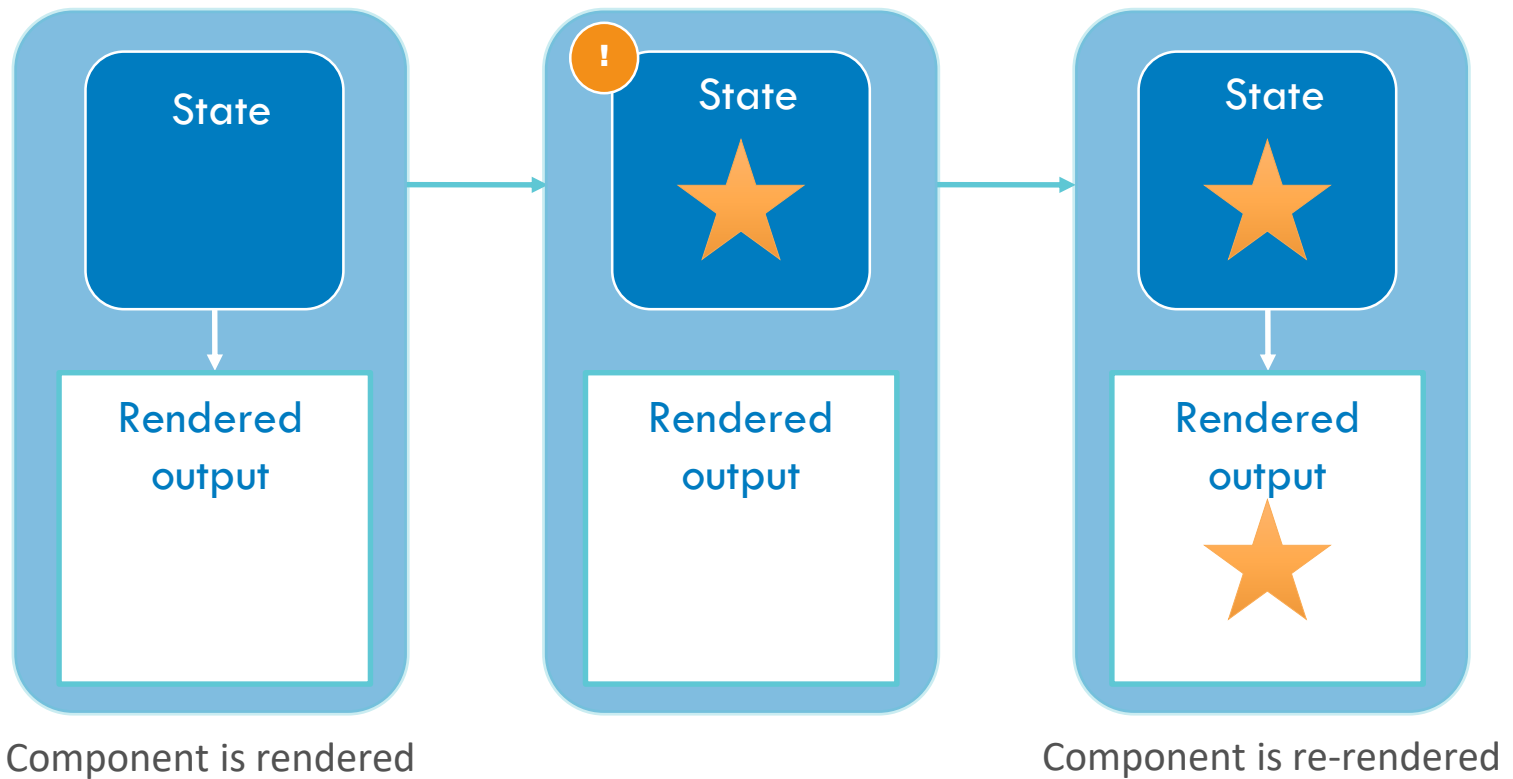 State
Rendered
output
Component is rendered
!
State
Rendered
output
State
Rendered
output
Component is re-rendered